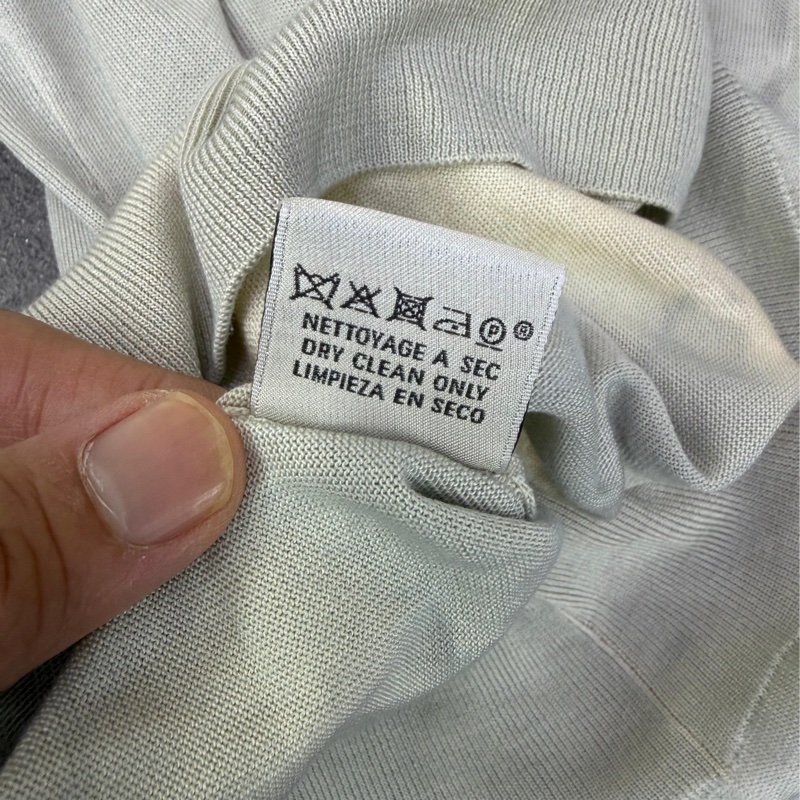 P ®
NETTOYAGE A SEC
DRY CLEAN ONLY
LIMPIEZA EN SECO